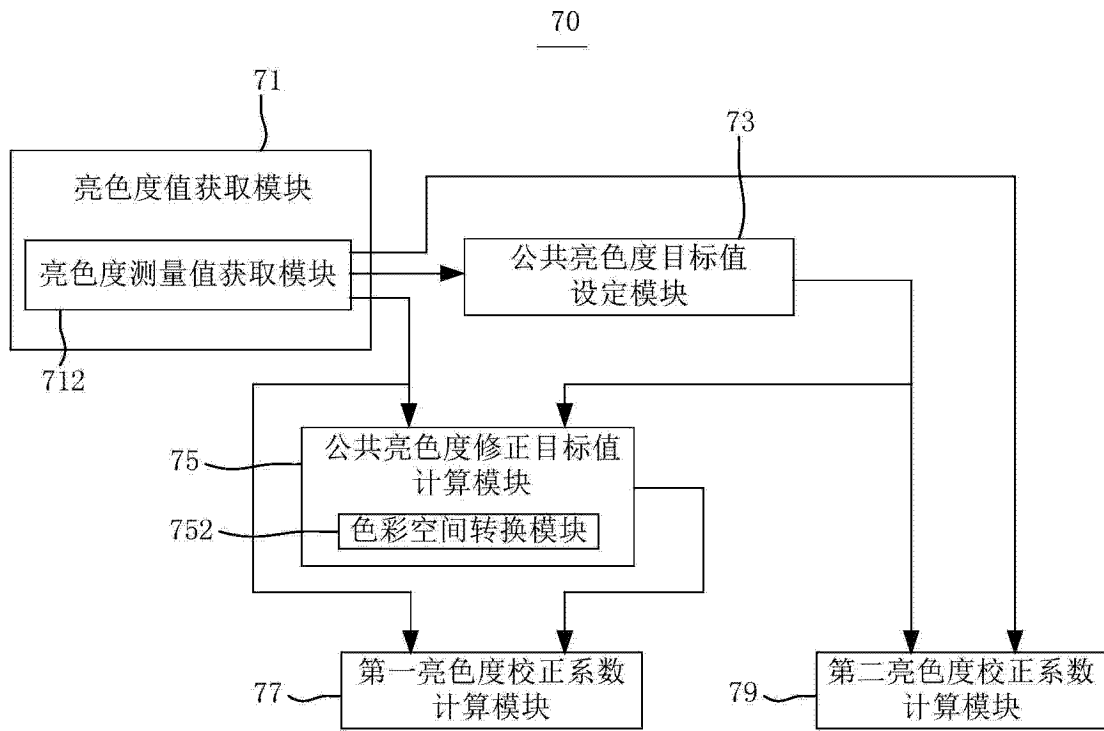 70
71
73
亮色度值获取模块
亮色度测量值获取模块
公共亮色度目标值
设定模块
712
75
公共亮色度修正目标值
计算模块
752
色彩空间转换模块
77
第一亮色度校正系数
计算模块
79
第二亮色度校正系数
计算模块